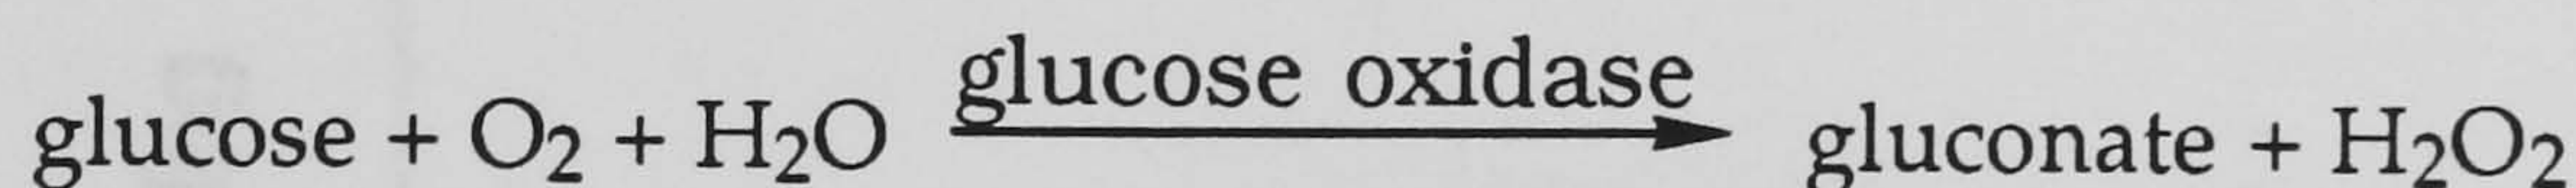 glucose oxidase
glucose + O₂ + H₂O → gluconate + H₂O₂